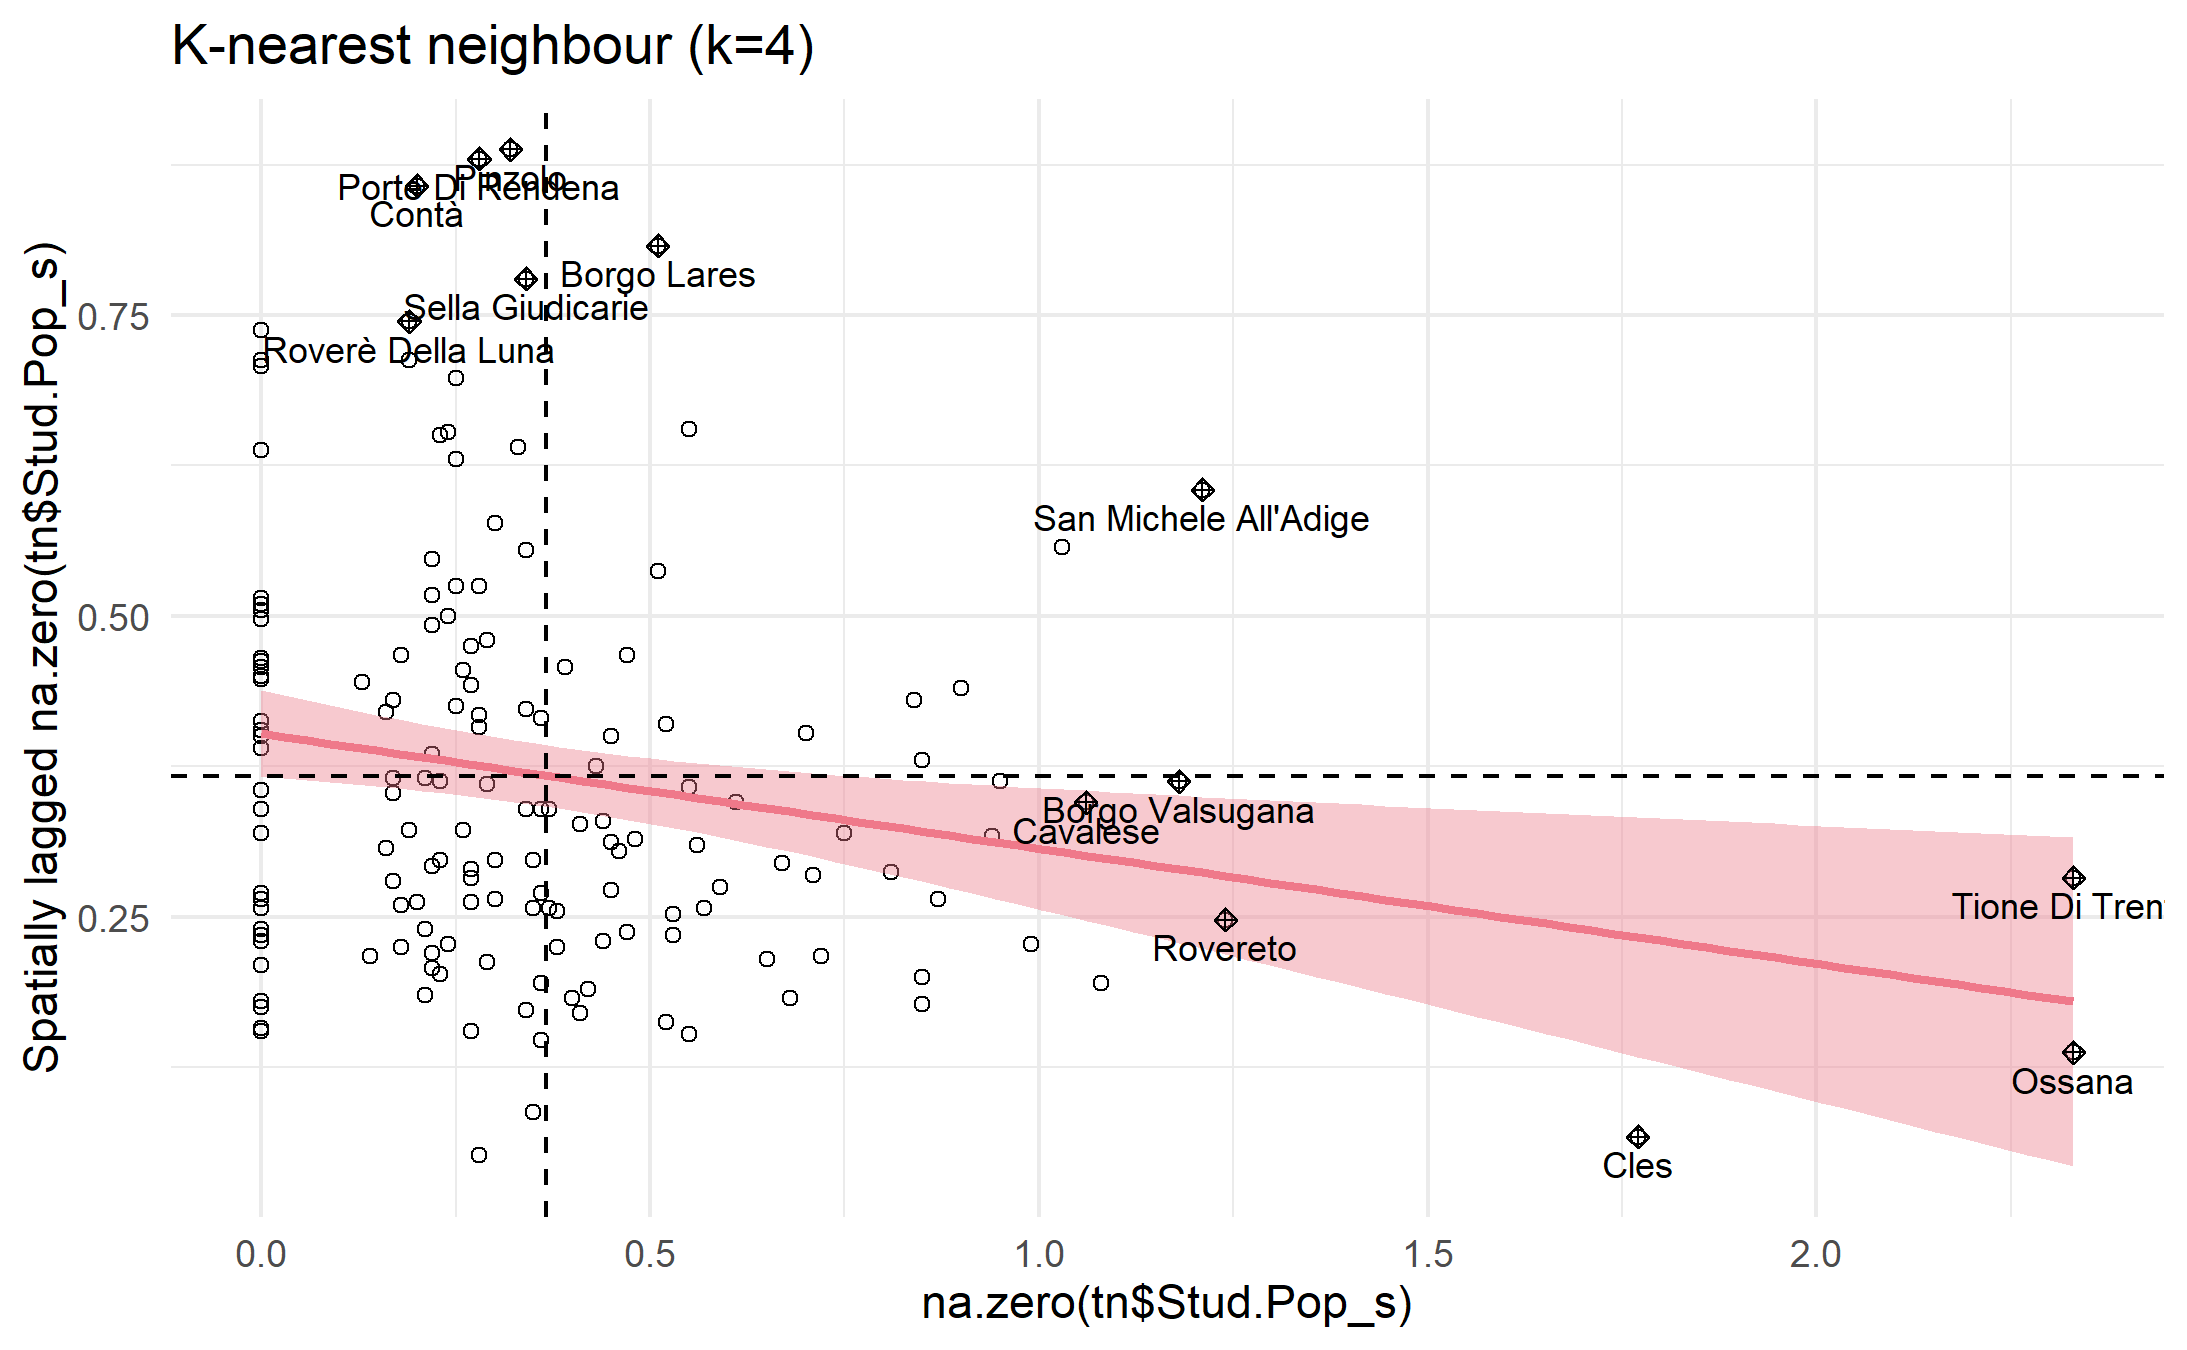 K-nearest neighbour (k=4)
Pinzolo
Porte Di Rendena
Contà
Borgo Lares
Sella Giudicarie
Roverè Della Luna
San Michele All'Adige
Borgo Valsugana
Cavalese
Tione Di Tren
Rovereto
Ossana
Cles
0.75
0.50
0.25
Spatially lagged na.zero(tn$Stud.Pop_s)
0.0 0.5 1.0 1.5 2.0
na.zero(tn$Stud.Pop_s)